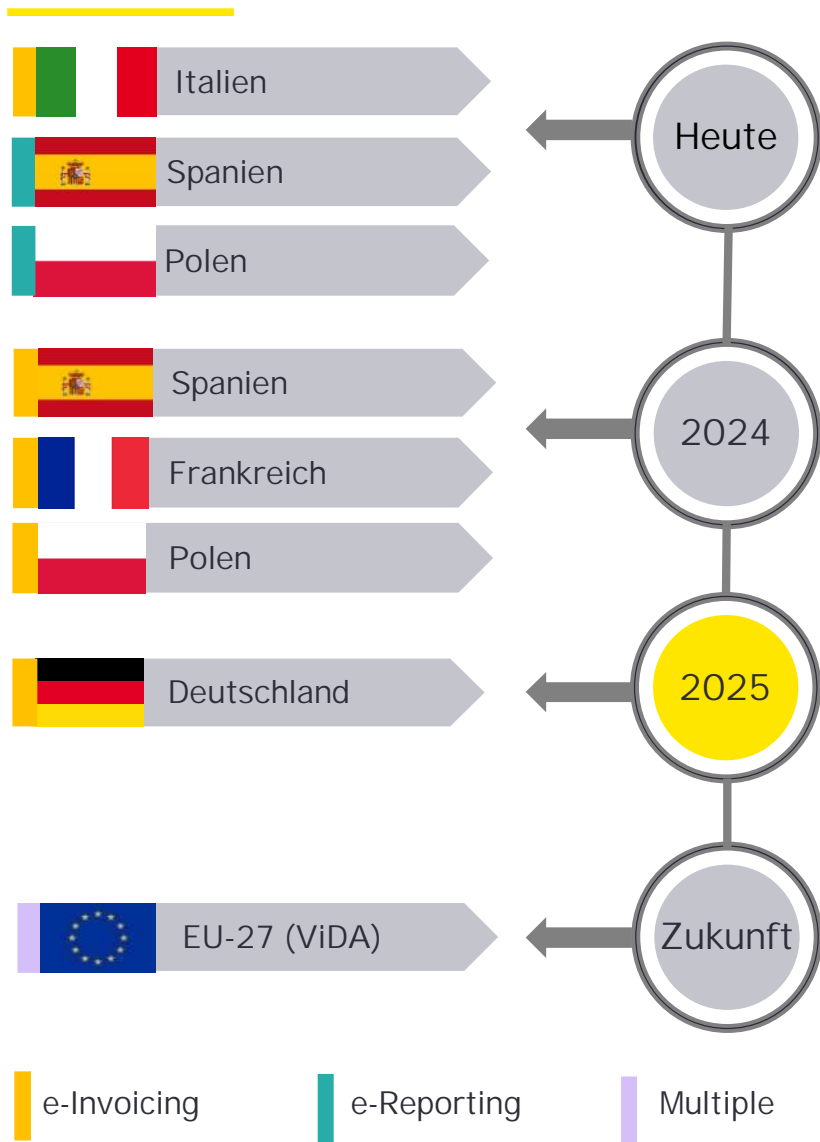 Italien
Heute
Spanien
Polen
Spanien
2024
Frankreich
Polen
Deutschland
2025
EU-27 (ViDA)
Zukunft
e-Invoicing
e-Reporting
Multiple